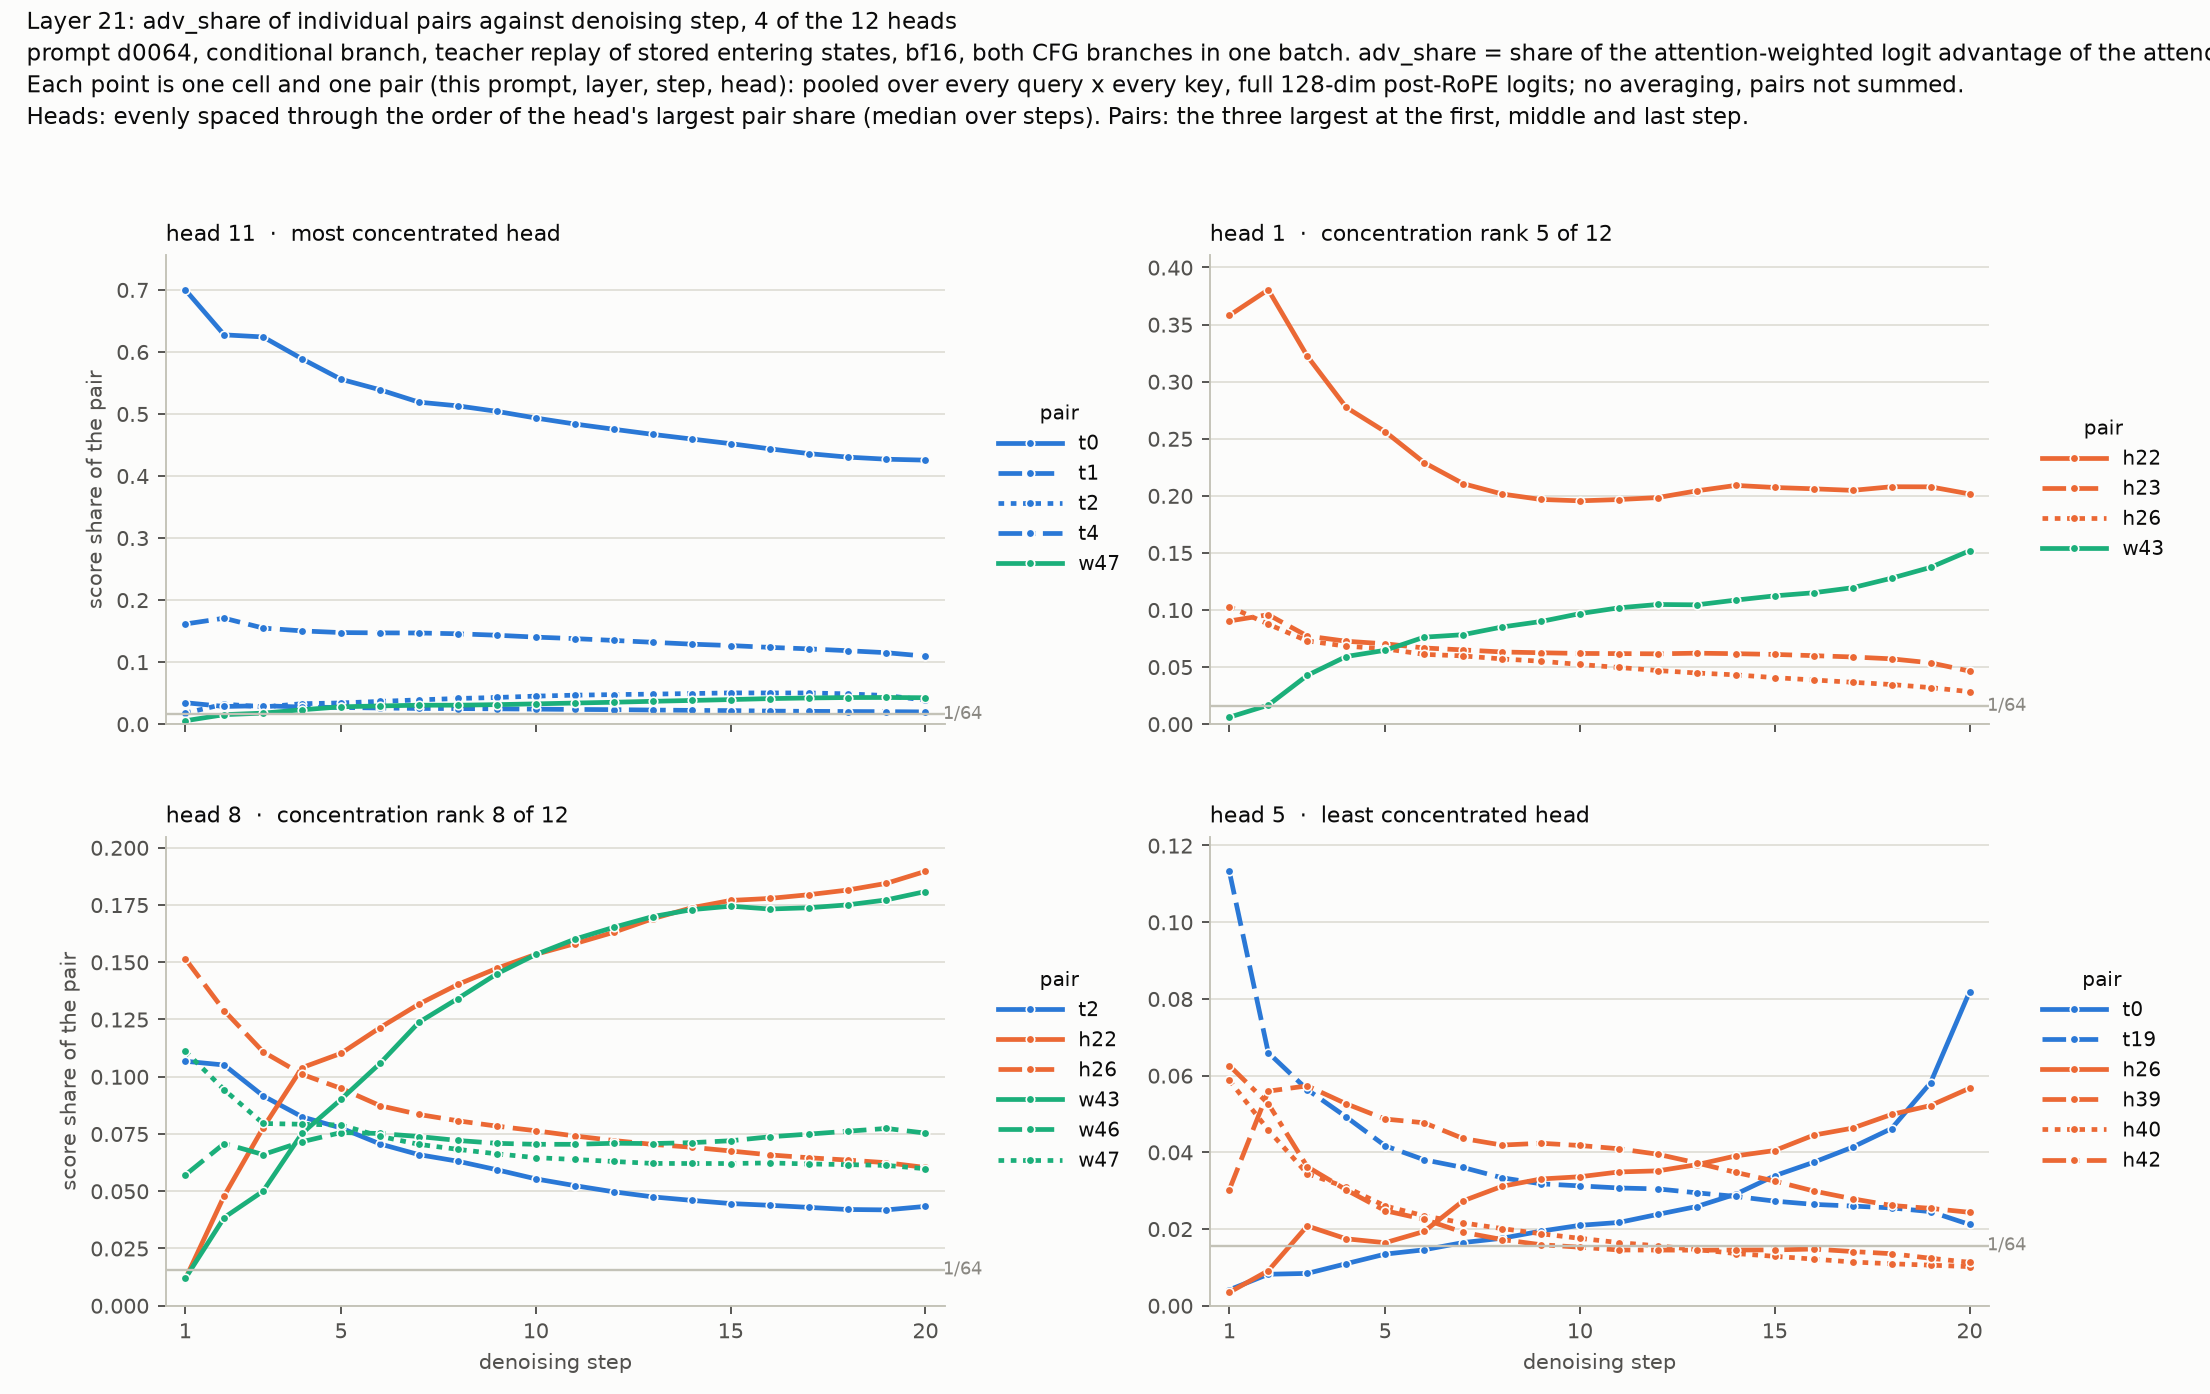 Layer 21: adv_share of individual pairs against denoising step, 4 of the 12 heads
prompt d0064, conditional branch, teacher replay of stored entering states, bf16, both CFG branches in one batch. adv_share = share of the attention-weighted logit advantage of the
Each point is one cell and one pair (this prompt, layer, step, head): pooled over every query x every key, full 128-dim post-RoPE logits; no averaging, pairs not summed.
Heads: evenly spaced through the order of the head's largest pair share (median over steps). Pairs: the three largest at the first, middle and last step.
head 11 · most concentrated head
score share of the pair
0.7
0.6
0.5
0.4
0.3
0.2
0.1
0.0
1/64
pair
t0
t1
t2
t4
w47
head 1 · concentration rank 5 of 12
0.40
0.35
0.30
0.25
0.20
0.15
0.10
0.05
0.00
1/64
pair
h22
h23
h26
w43
head 8 · concentration rank 8 of 12
score share of the pair
0.200
0.175
0.150
0.125
0.100
0.075
0.050
0.025
0.000
1/64
1 5 10 15 20
denoising step
pair
t2
h22
h26
w43
w46
w47
head 5 · least concentrated head
0.12
0.10
0.08
0.06
0.04
0.02
0.00
1/64
1 5 10 15 20
denoising step
pair
t0
t19
h26
h39
h40
h42